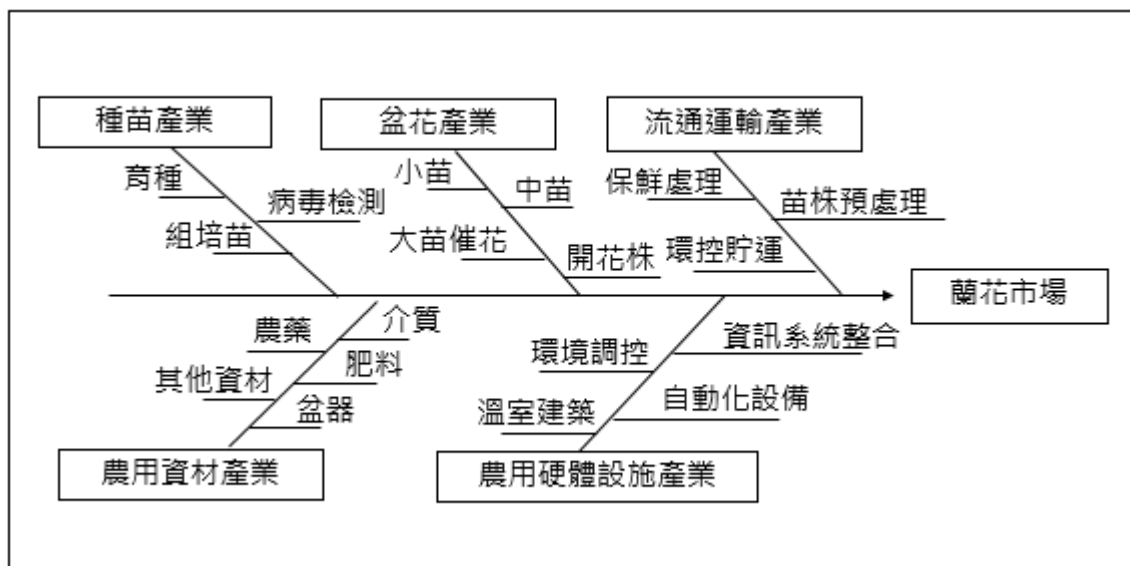 種苗產業
盆花產業
流通運輸產業
育種
病毒檢測
組培苗
小苗
中苗
大苗催花
開花株
保鮮處理
苗株預處理
環控貯運
蘭花市場
農藥
介質
其他資材
肥料
盆器
農用資材產業
環境調控
資訊系統整合
溫室建築
自動化設備
農用硬體設施產業